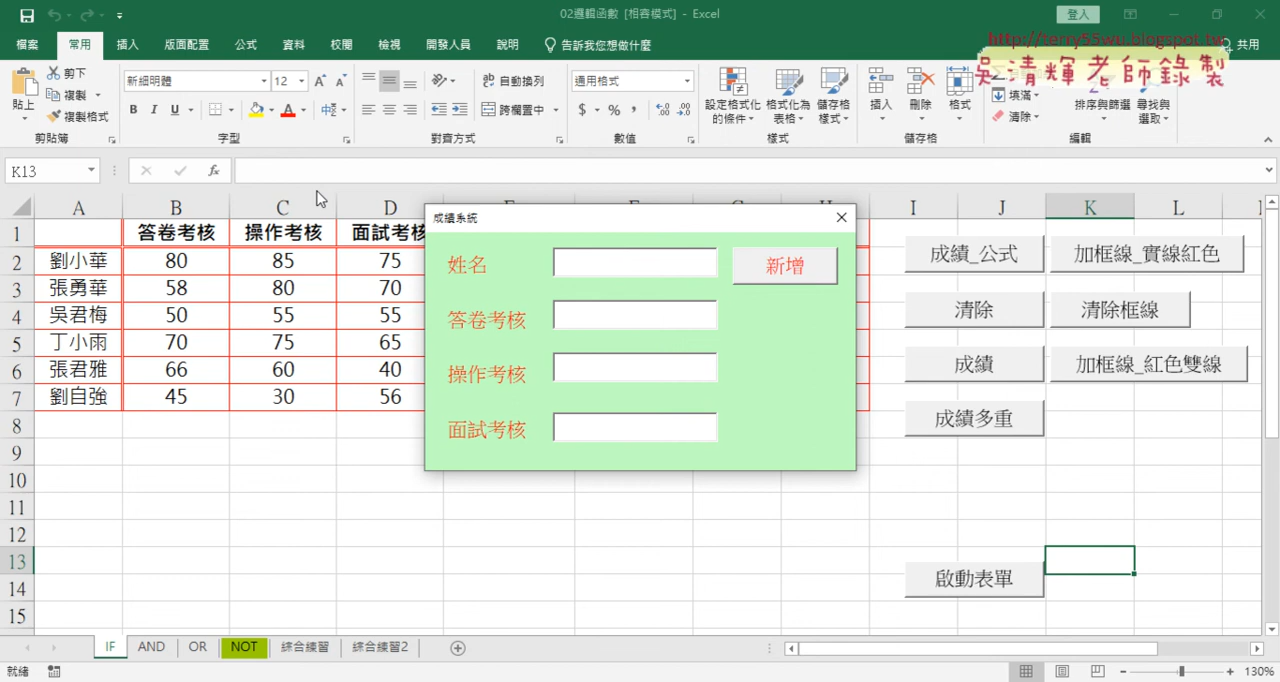 02邏輯函數 [相容模式] - Excel
登入
檔案 常用 插入 版面配置 公式 資料 校閱 檢視 開發人員 說明 告訴我您想做什麼 共用
http://terry55wu.blogspot.tw
吳清輝老師錄製
貼上
剪下
複製
複製格式
新細明體 12
B I U
自動換列
跨欄置中
通用格式
$ % ,
設定格式化的條件
格式化為表格
儲存格樣式
插入
刪除
格式
填滿
清除
排序與篩選
尋找與選取
剪貼簿 字型 對齊方式 數值 樣式 儲存格 編輯
K13 fx
A B C D I J K L
1 答卷考核 操作考核 面試考核
2 劉小華 80 85 75
3 張勇華 58 80 70
4 吳君梅 50 55 55
5 丁小雨 70 75 65
6 張君雅 66 60 40
7 劉自強 45 30 56
8
9
10
11
12
13
14
15
成績系統
姓名 新增
答卷考核
操作考核
面試考核
成績_公式 加框線_實線紅色
清除 清除框線
成績 加框線_紅色雙線
成績多重
啟動表單
IF AND OR NOT 綜合練習 綜合練習2
就緒 130%